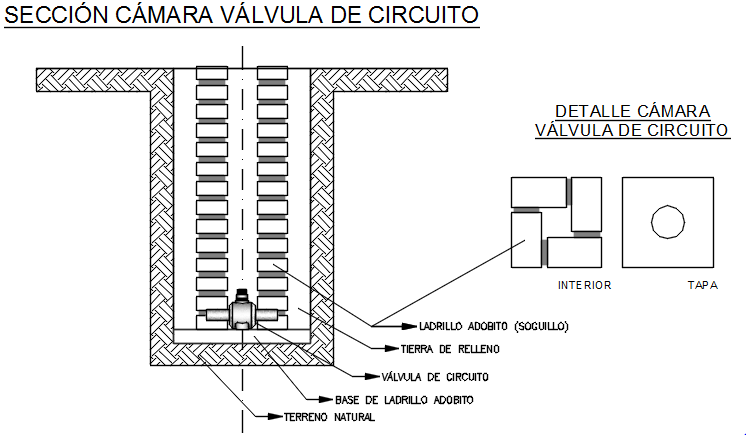 SECCIÓN CÁMARA VÁLVULA DE CIRCUITO
DETALLE CÁMARA
VÁLVULA DE CIRCUITO
INTERIOR
TAPA
LADRILLO ADOBITO (SOGUILLO)
TIERRA DE RELLENO
VÁLVULA DE CIRCUITO
BASE DE LADRILLO ADOBITO
TERRENO NATURAL